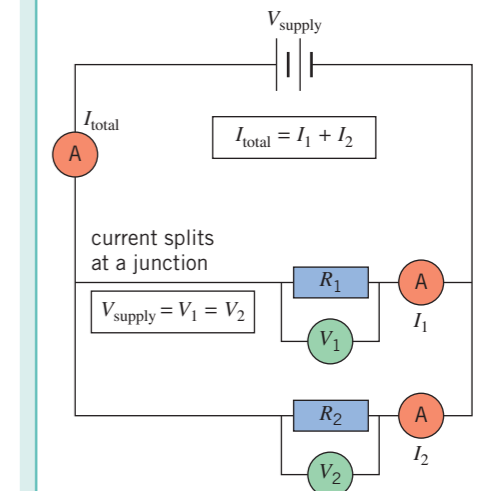 V_supply
I_total
A
I_total = I_1 + I_2
current splits
at a junction
R_1
A
V_supply = V_1 = V_2
V_1
I_1
R_2
A
V_2
I_2